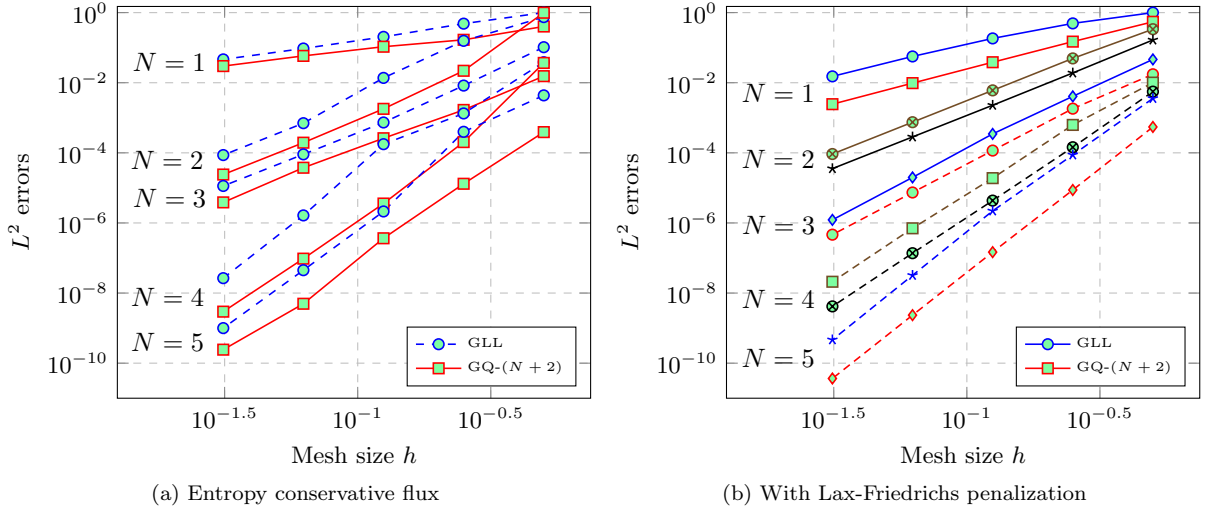 10^0
10^{-2}
10^{-4}
10^{-6}
10^{-8}
10^{-10}
L^2 errors
N = 1
N = 2
N = 3
N = 4
N = 5
GLL
GQ-(N + 2)
10^{-1.5}
10^{-1}
10^{-0.5}
Mesh size h
(a) Entropy conservative flux
10^0
10^{-2}
10^{-4}
10^{-6}
10^{-8}
10^{-10}
L^2 errors
N = 1
N = 2
N = 3
N = 4
N = 5
GLL
GQ-(N + 2)
10^{-1.5}
10^{-1}
10^{-0.5}
Mesh size h
(b) With Lax-Friedrichs penalization